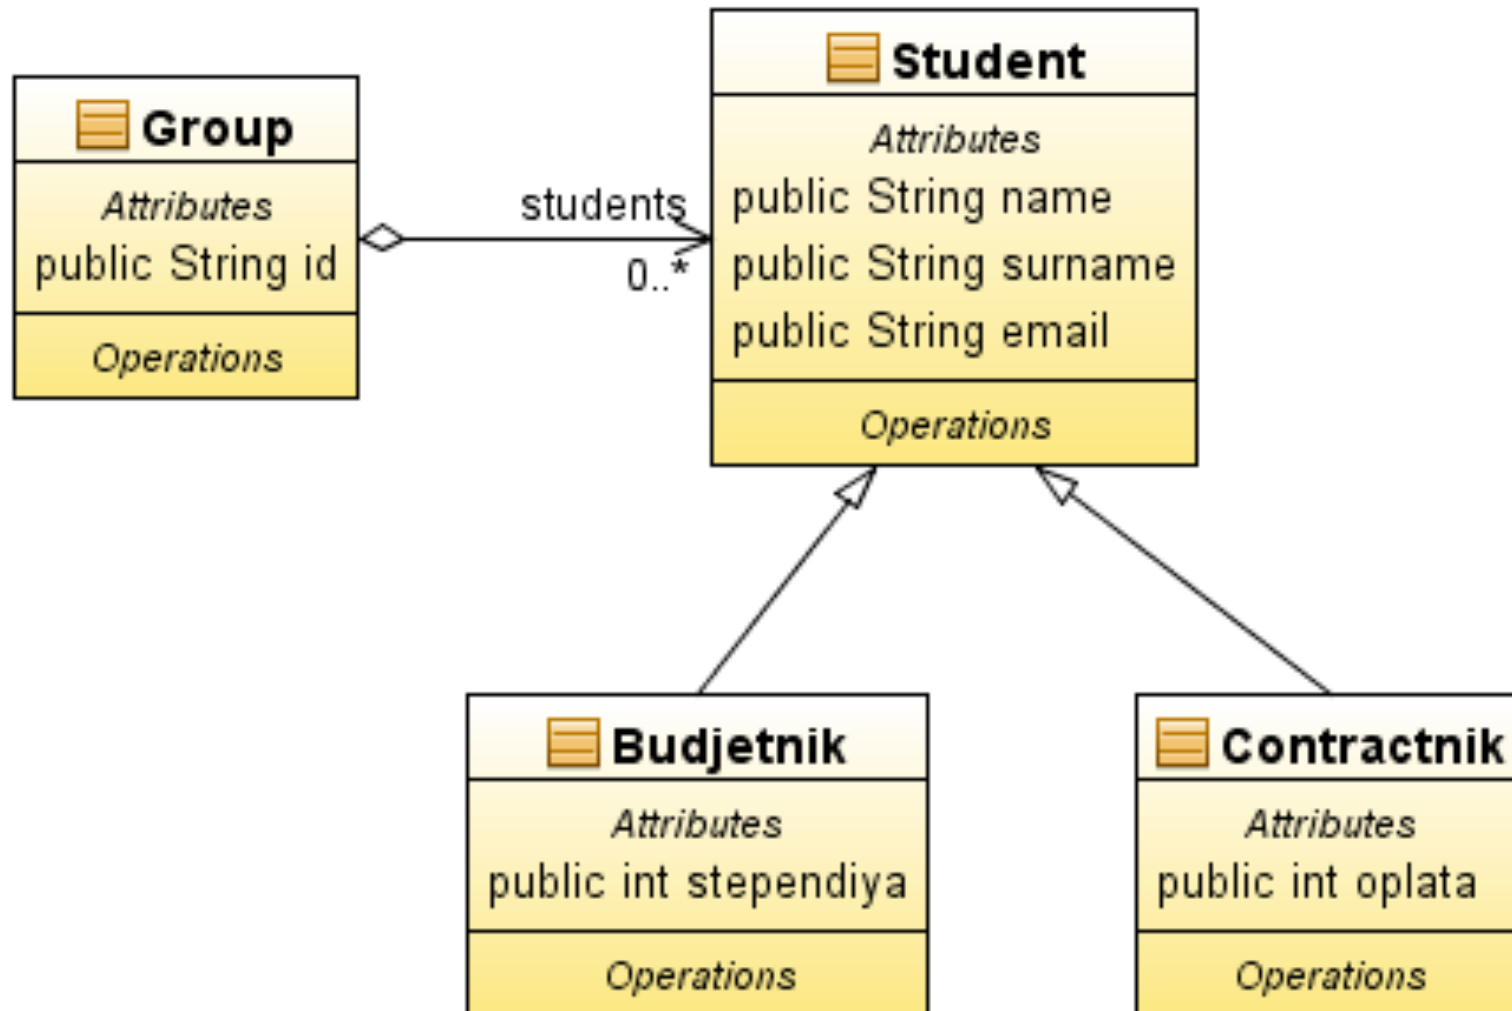 Group
Attributes
public String id
Operations
students
0..*
Student
Attributes
public String name
public String surname
public String email
Operations
Budjetnik
Attributes
public int stependiya
Operations
Contractnik
Attributes
public int oplata
Operations